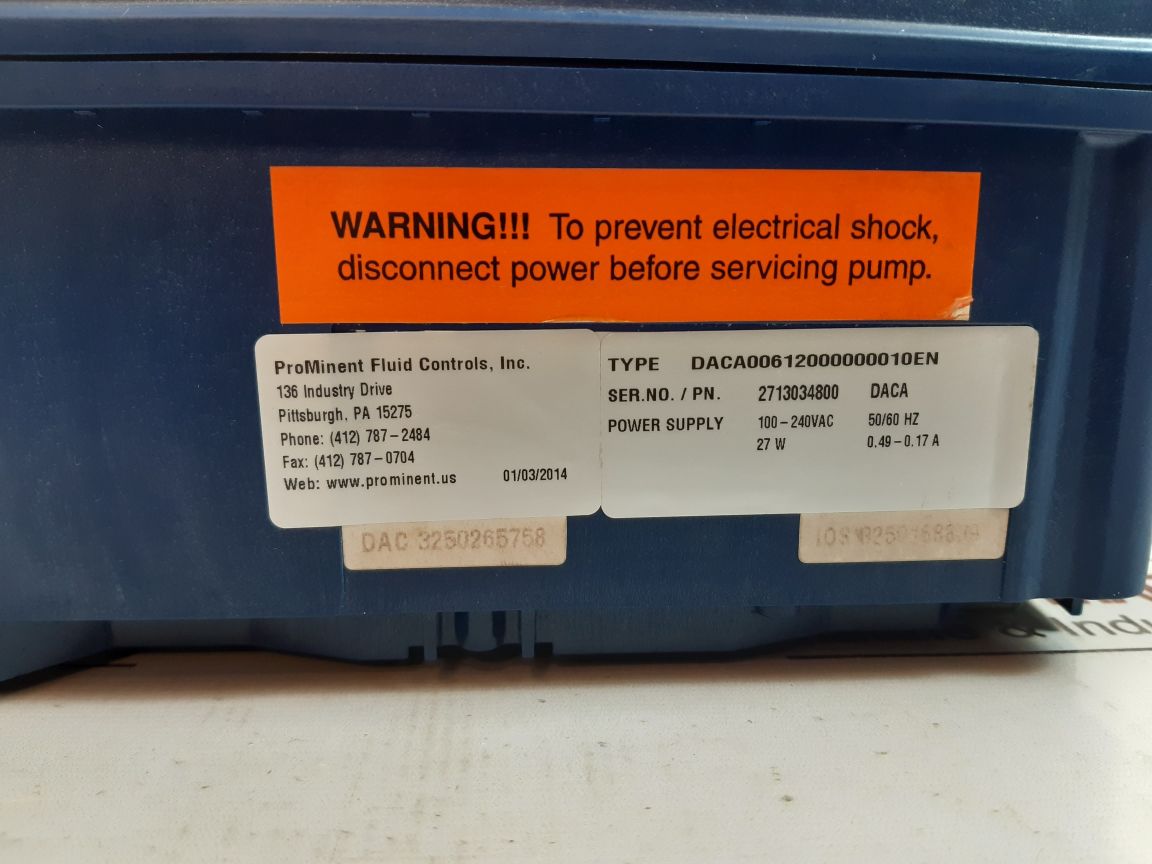 WARNING!!! To prevent electrical shock,
disconnect power before servicing pump.
ProMinent Fluid Controls, Inc.
136 Industry Drive
Pittsburgh, PA 15275
Phone: (412) 787-2484
Fax: (412) 787-0704
Web: www.prominent.us 01/03/2014
TYPE DACA00612000000010EN
SER.NO. / PN. 2713034800 DACA
POWER SUPPLY 100-240VAC 50/60 HZ
27 W 0.49-0.17 A
DAC 3250265758
& Indu